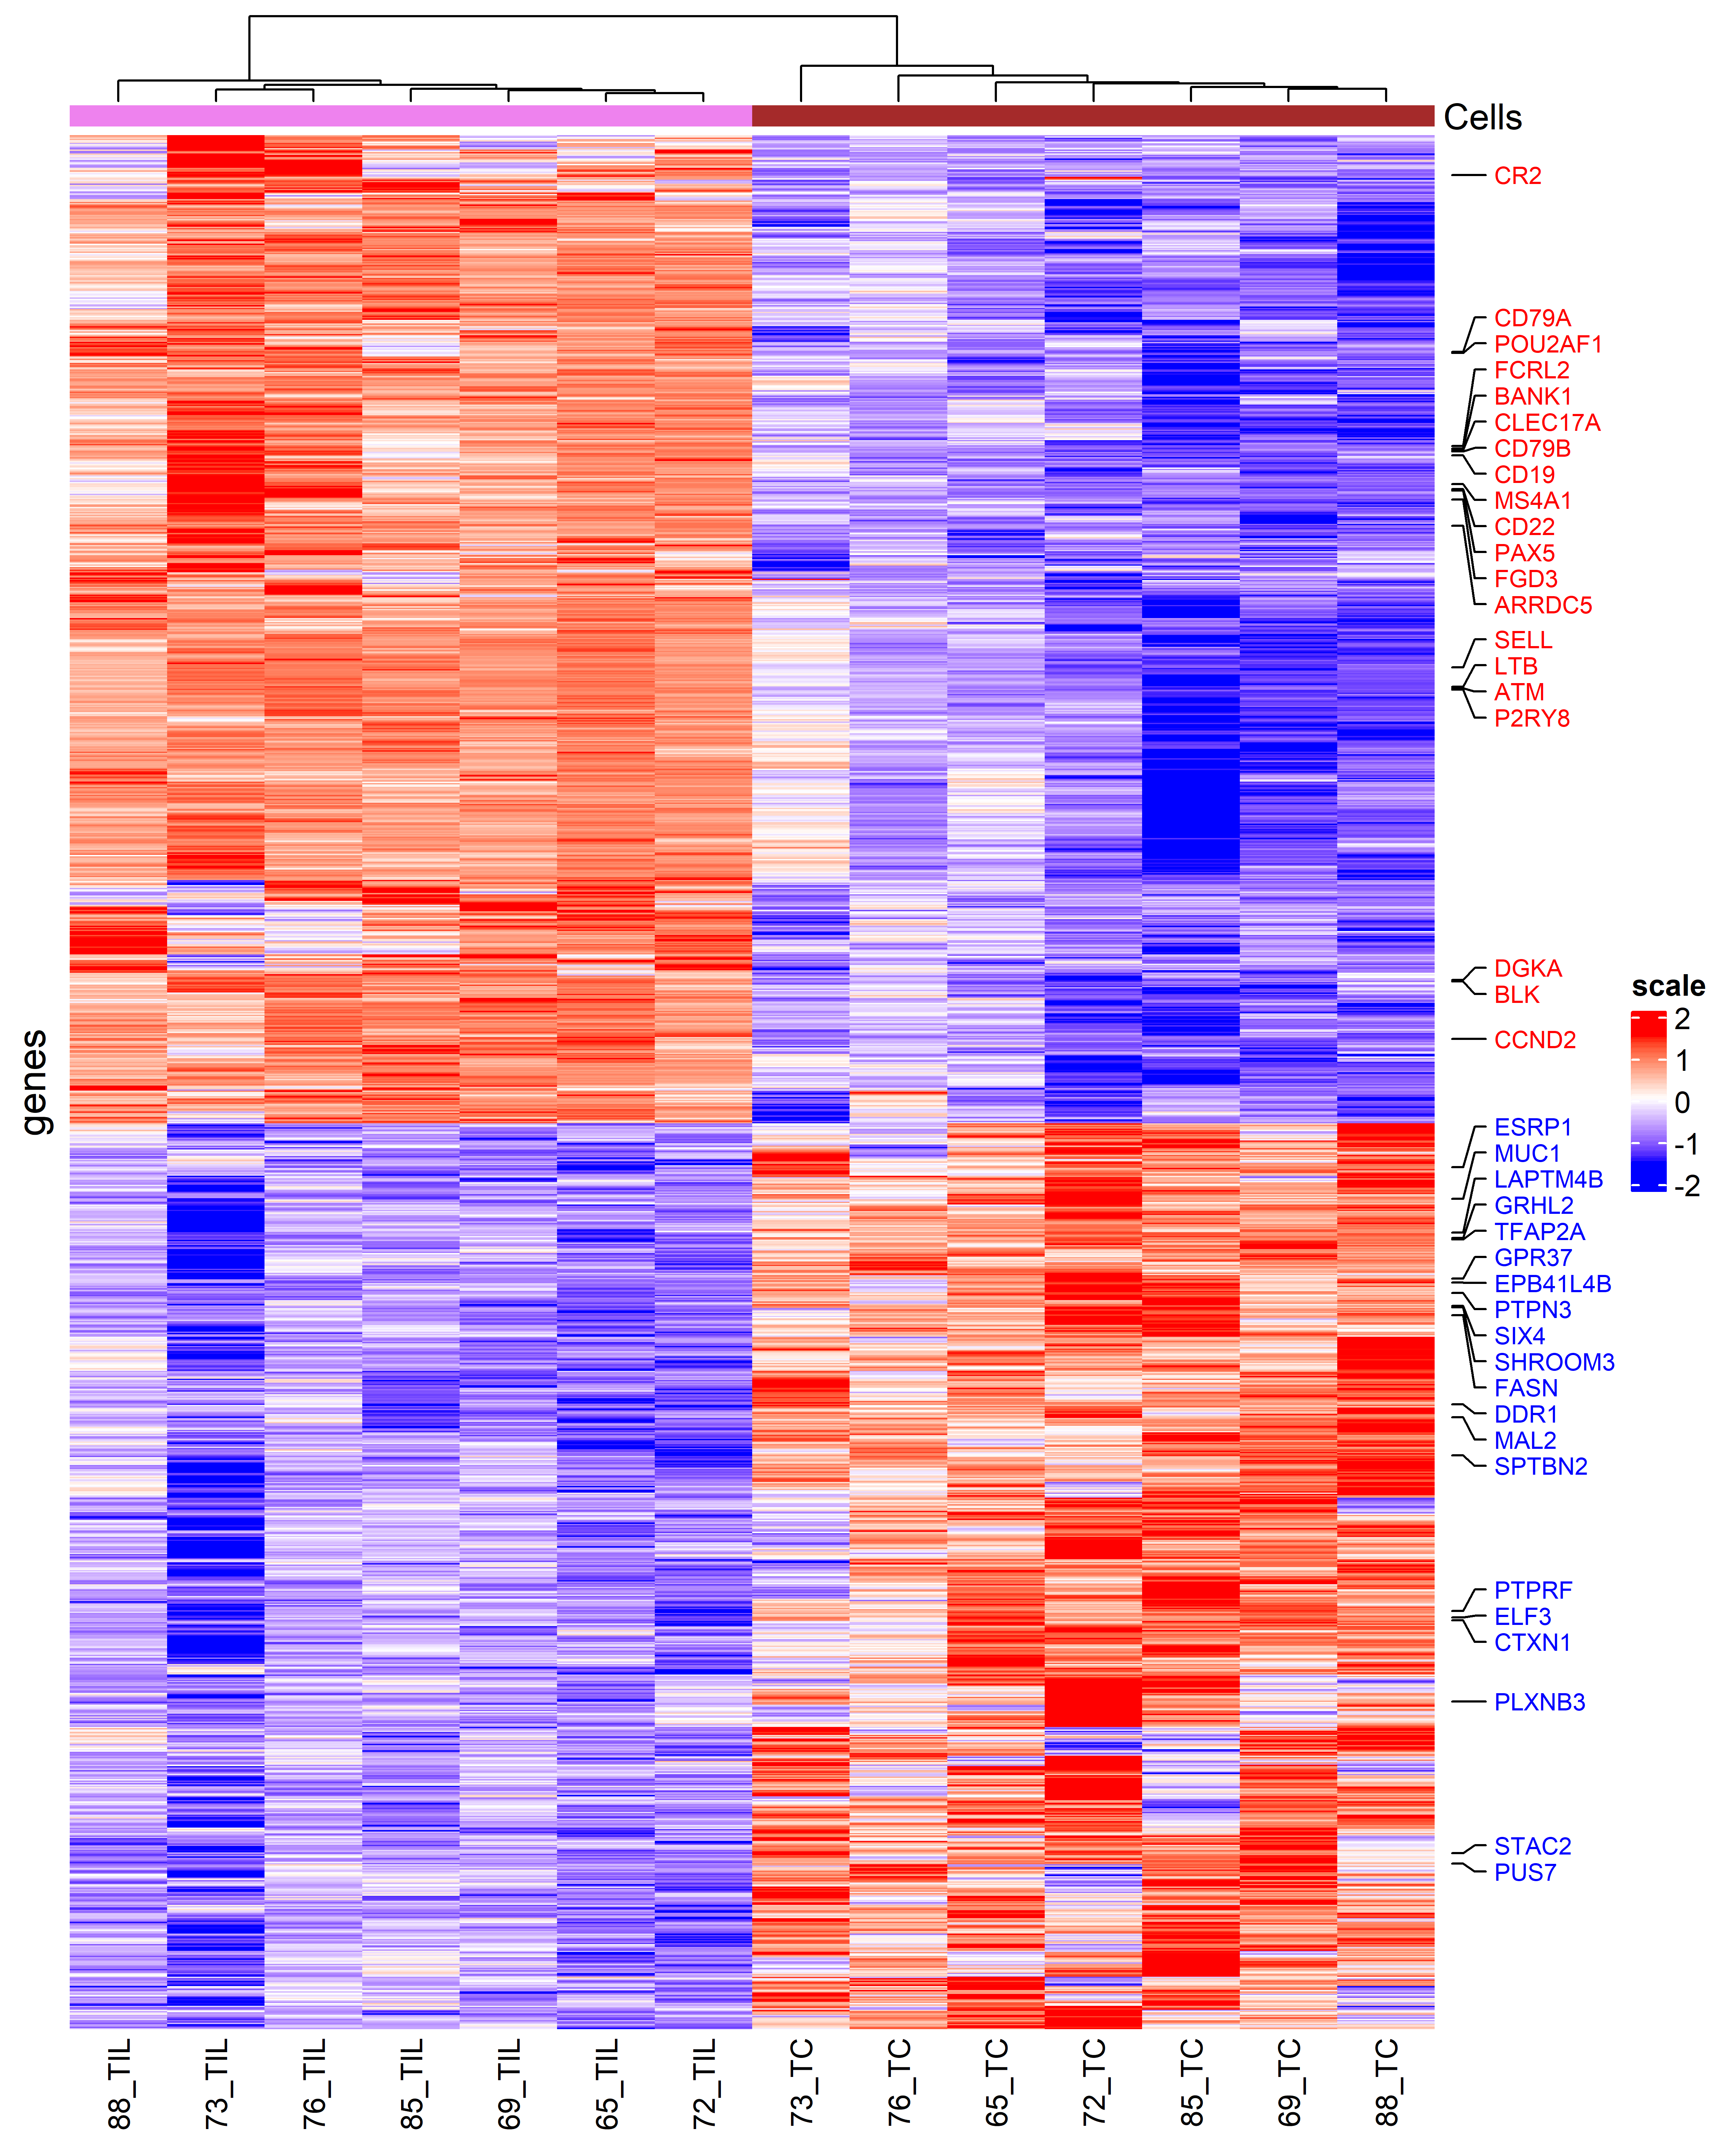 Cells
CR2
CD79A
POU2AF1
FCRL2
BANK1
CLEC17A
CD79B
CD19
MS4A1
CD22
PAX5
FGD3
ARRDC5
SELL
LTB
ATM
P2RY8
DGKA
BLK
CCND2
ESRP1
MUC1
LAPTM4B
GRHL2
TFAP2A
GPR37
EPB41L4B
PTPN3
SIX4
SHROOM3
FASN
DDR1
MAL2
SPTBN2
PTPRF
ELF3
CTXN1
PLXNB3
STAC2
PUS7
genes
scale
2
1
0
-1
-2
88_TIL
73_TIL
76_TIL
85_TIL
69_TIL
65_TIL
72_TIL
73_TC
76_TC
65_TC
72_TC
85_TC
69_TC
88_TC